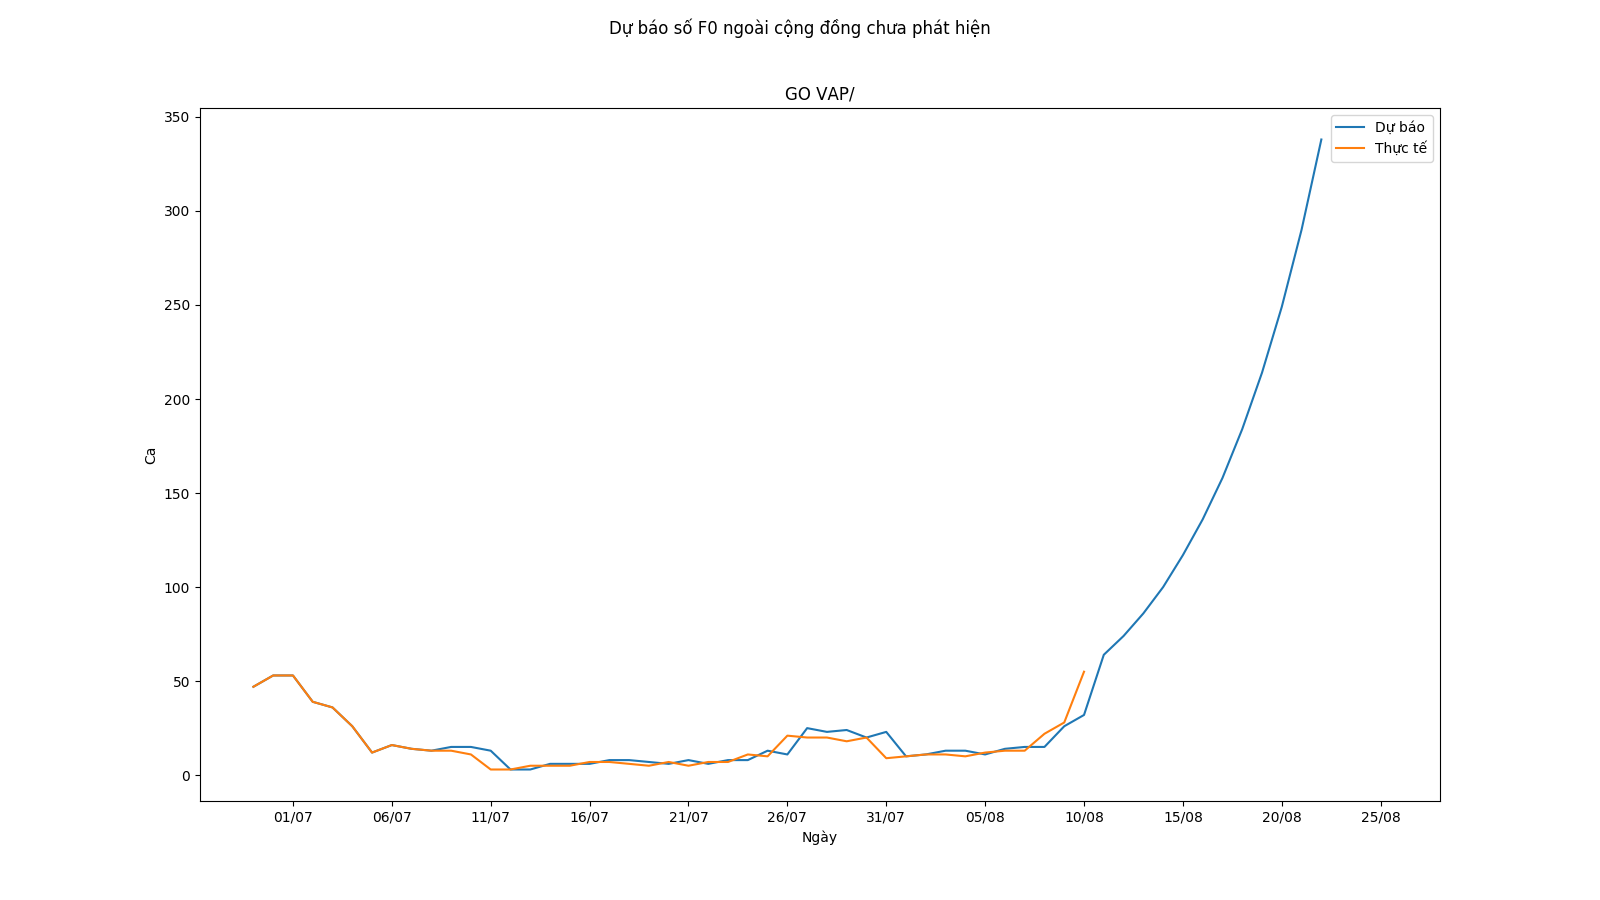 Dự báo số F0 ngoài cộng đồng chưa phát hiện
GO VAP/
Dự báo
Thực tế
350
300
250
200
150
100
50
0
Ca
01/07 06/07 11/07 16/07 21/07 26/07 31/07 05/08 10/08 15/08 20/08 25/08
Ngày